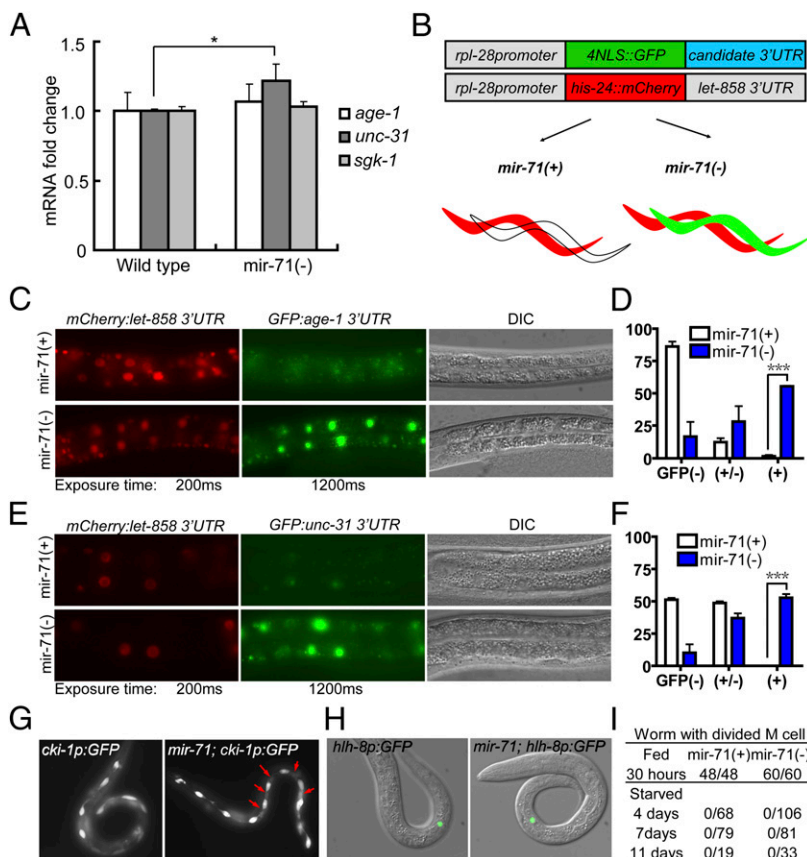 A
1.5
1.0
0.5
0
mRNA fold change
*
Wild type
mir-71(-)
age-1
unc-31
sgk-1
B
rpl-28promoter 4NLS::GFP candidate 3'UTR
rpl-28promoter his-24::mCherry let-858 3'UTR
mir-71(+) mir-71(-)
C
mCherry:let-858 3'UTR GFP:age-1 3'UTR DIC
mir-71(+)
mir-71(-)
Exposure time: 200ms 1200ms
D
100
75
50
25
0
mir-71(+)
mir-71(-)
***
GFP(-) (+/-) (+)
E
mCherry:let-858 3'UTR GFP:unc-31 3'UTR DIC
mir-71(+)
mir-71(-)
Exposure time: 200ms 1200ms
F
100
75
50
25
0
mir-71(+)
mir-71(-)
***
GFP(-) (+/-) (+)
G
cki-1p:GFP mir-71; cki-1p:GFP
H
hlh-8p:GFP mir-71; hlh-8p:GFP
I
Worm with divided M cell
Fed mir-71(+) mir-71(-)
30 hours 48/48 60/60
Starved
4 days 0/68 0/106
7days 0/79 0/81
11 days 0/19 0/33